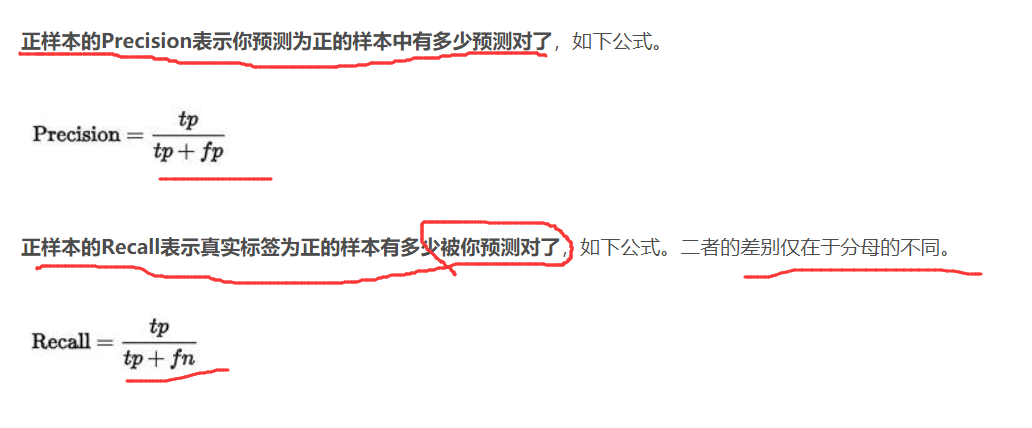 正样本的Precision表示你预测为正的样本中有多少预测对了，如下公式。
Precision = tp / (tp + fp)
正样本的Recall表示真实标签为正的样本有多少被你预测对了，如下公式。二者的差别仅在于分母的不同。
Recall = tp / (tp + fn)